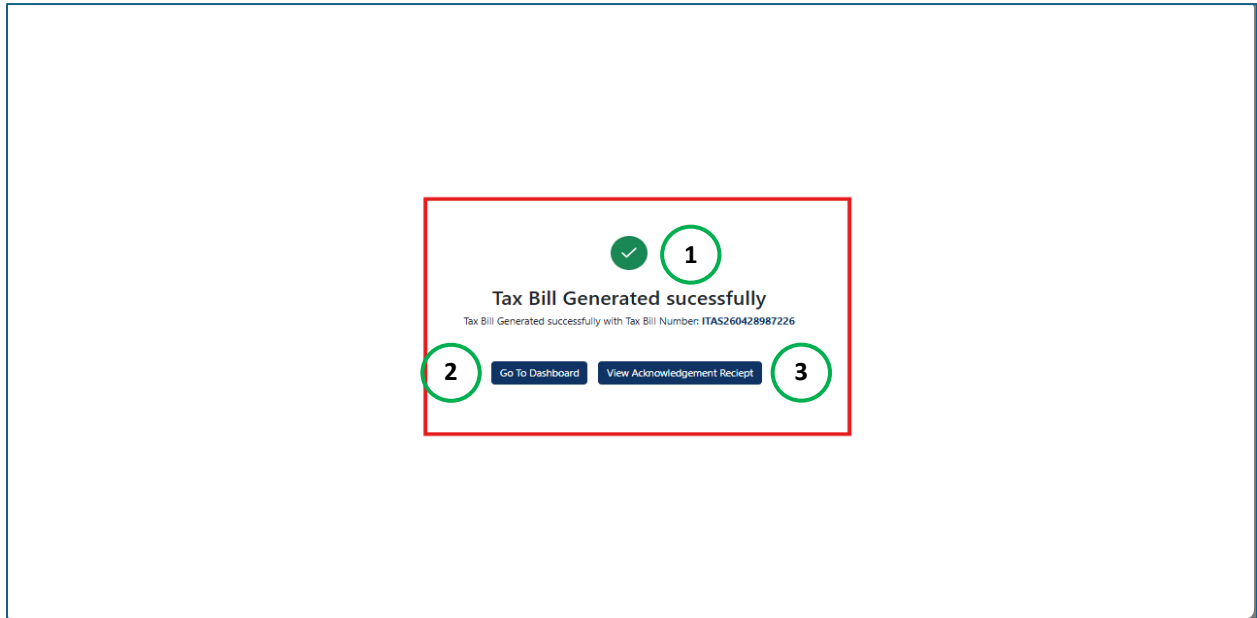 1
Tax Bill Generated sucessfully
Tax Bill Generated successfully with Tax Bill Number: ITAS260428987226
2 Go To Dashboard View Acknowledgement Reciept 3